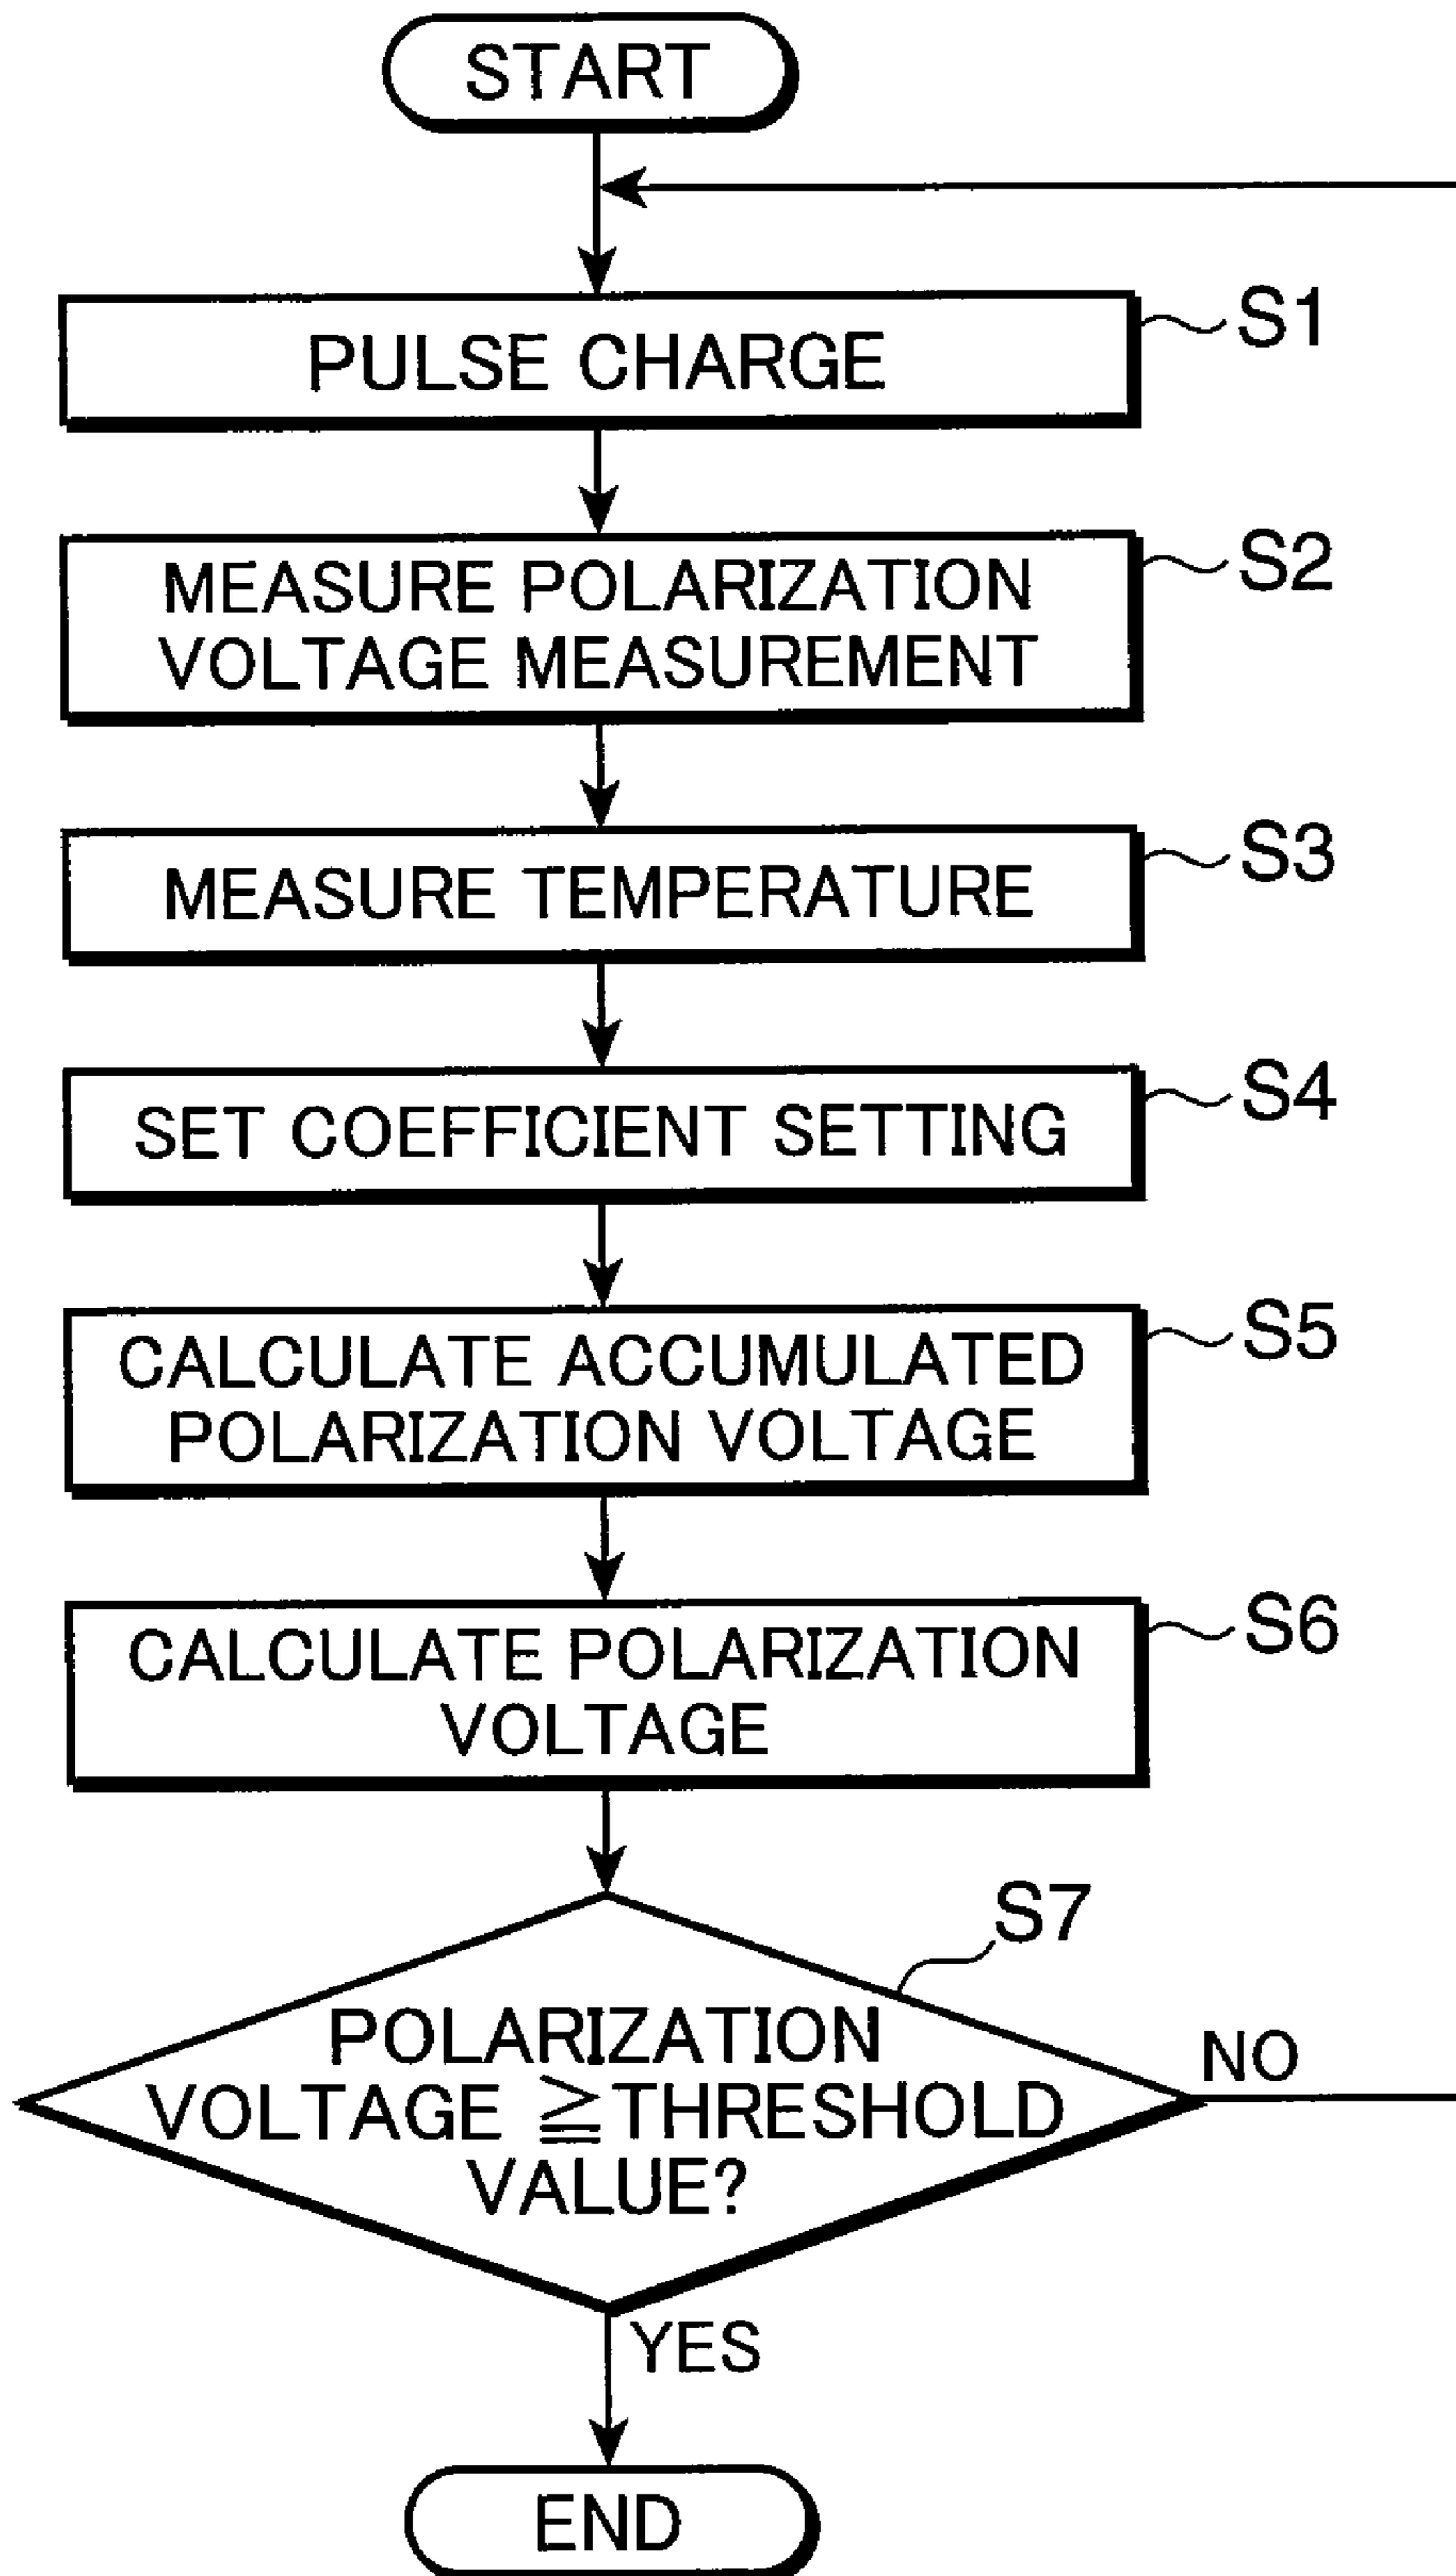 START
PULSE CHARGE
S1
MEASURE POLARIZATION
VOLTAGE MEASUREMENT
S2
MEASURE TEMPERATURE
S3
SET COEFFICIENT SETTING
S4
CALCULATE ACCUMULATED
POLARIZATION VOLTAGE
S5
CALCULATE POLARIZATION
VOLTAGE
S6
S7
POLARIZATION
VOLTAGE ≧ THRESHOLD
VALUE?
NO
YES
END